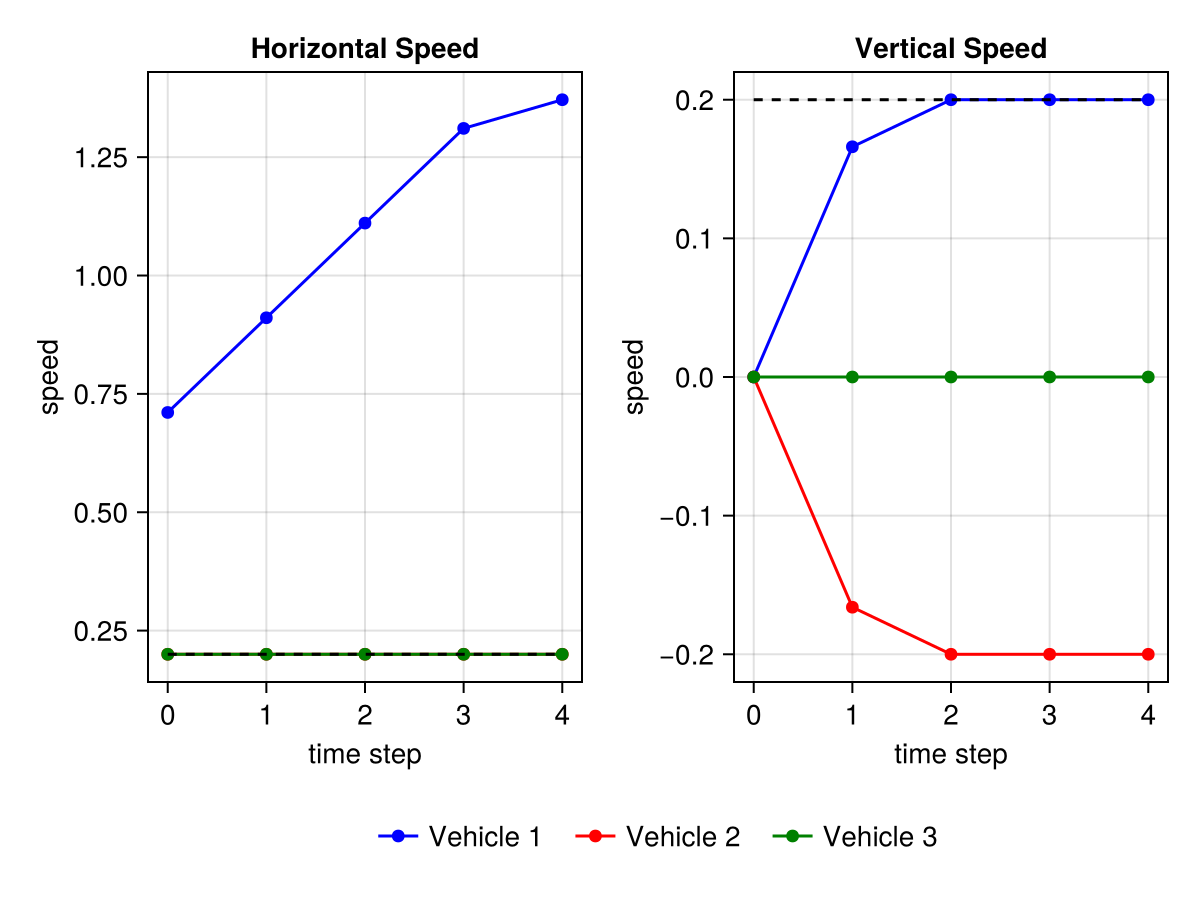 Horizontal Speed
Vertical Speed
speed
1.25
1.00
0.75
0.50
0.25
0
1
2
3
4
time step
speed
0.2
0.1
0.0
−0.1
−0.2
0
1
2
3
4
time step
Vehicle 1
Vehicle 2
Vehicle 3